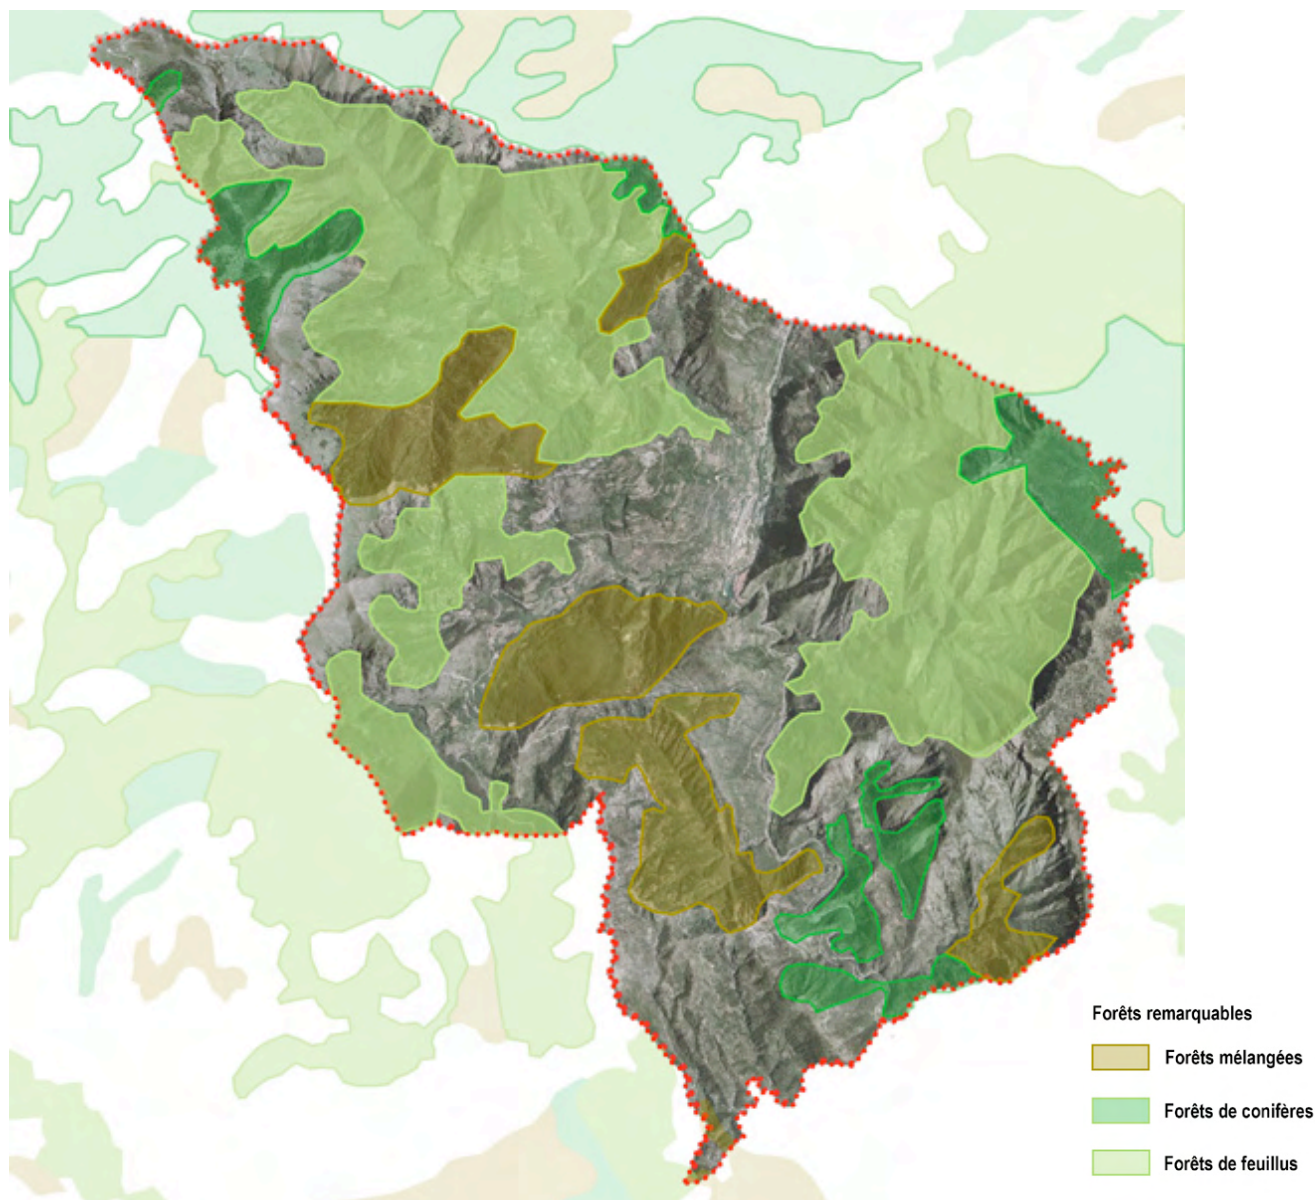 Forêts remarquables
Forêts mélangées
Forêts de conifères
Forêts de feuillus